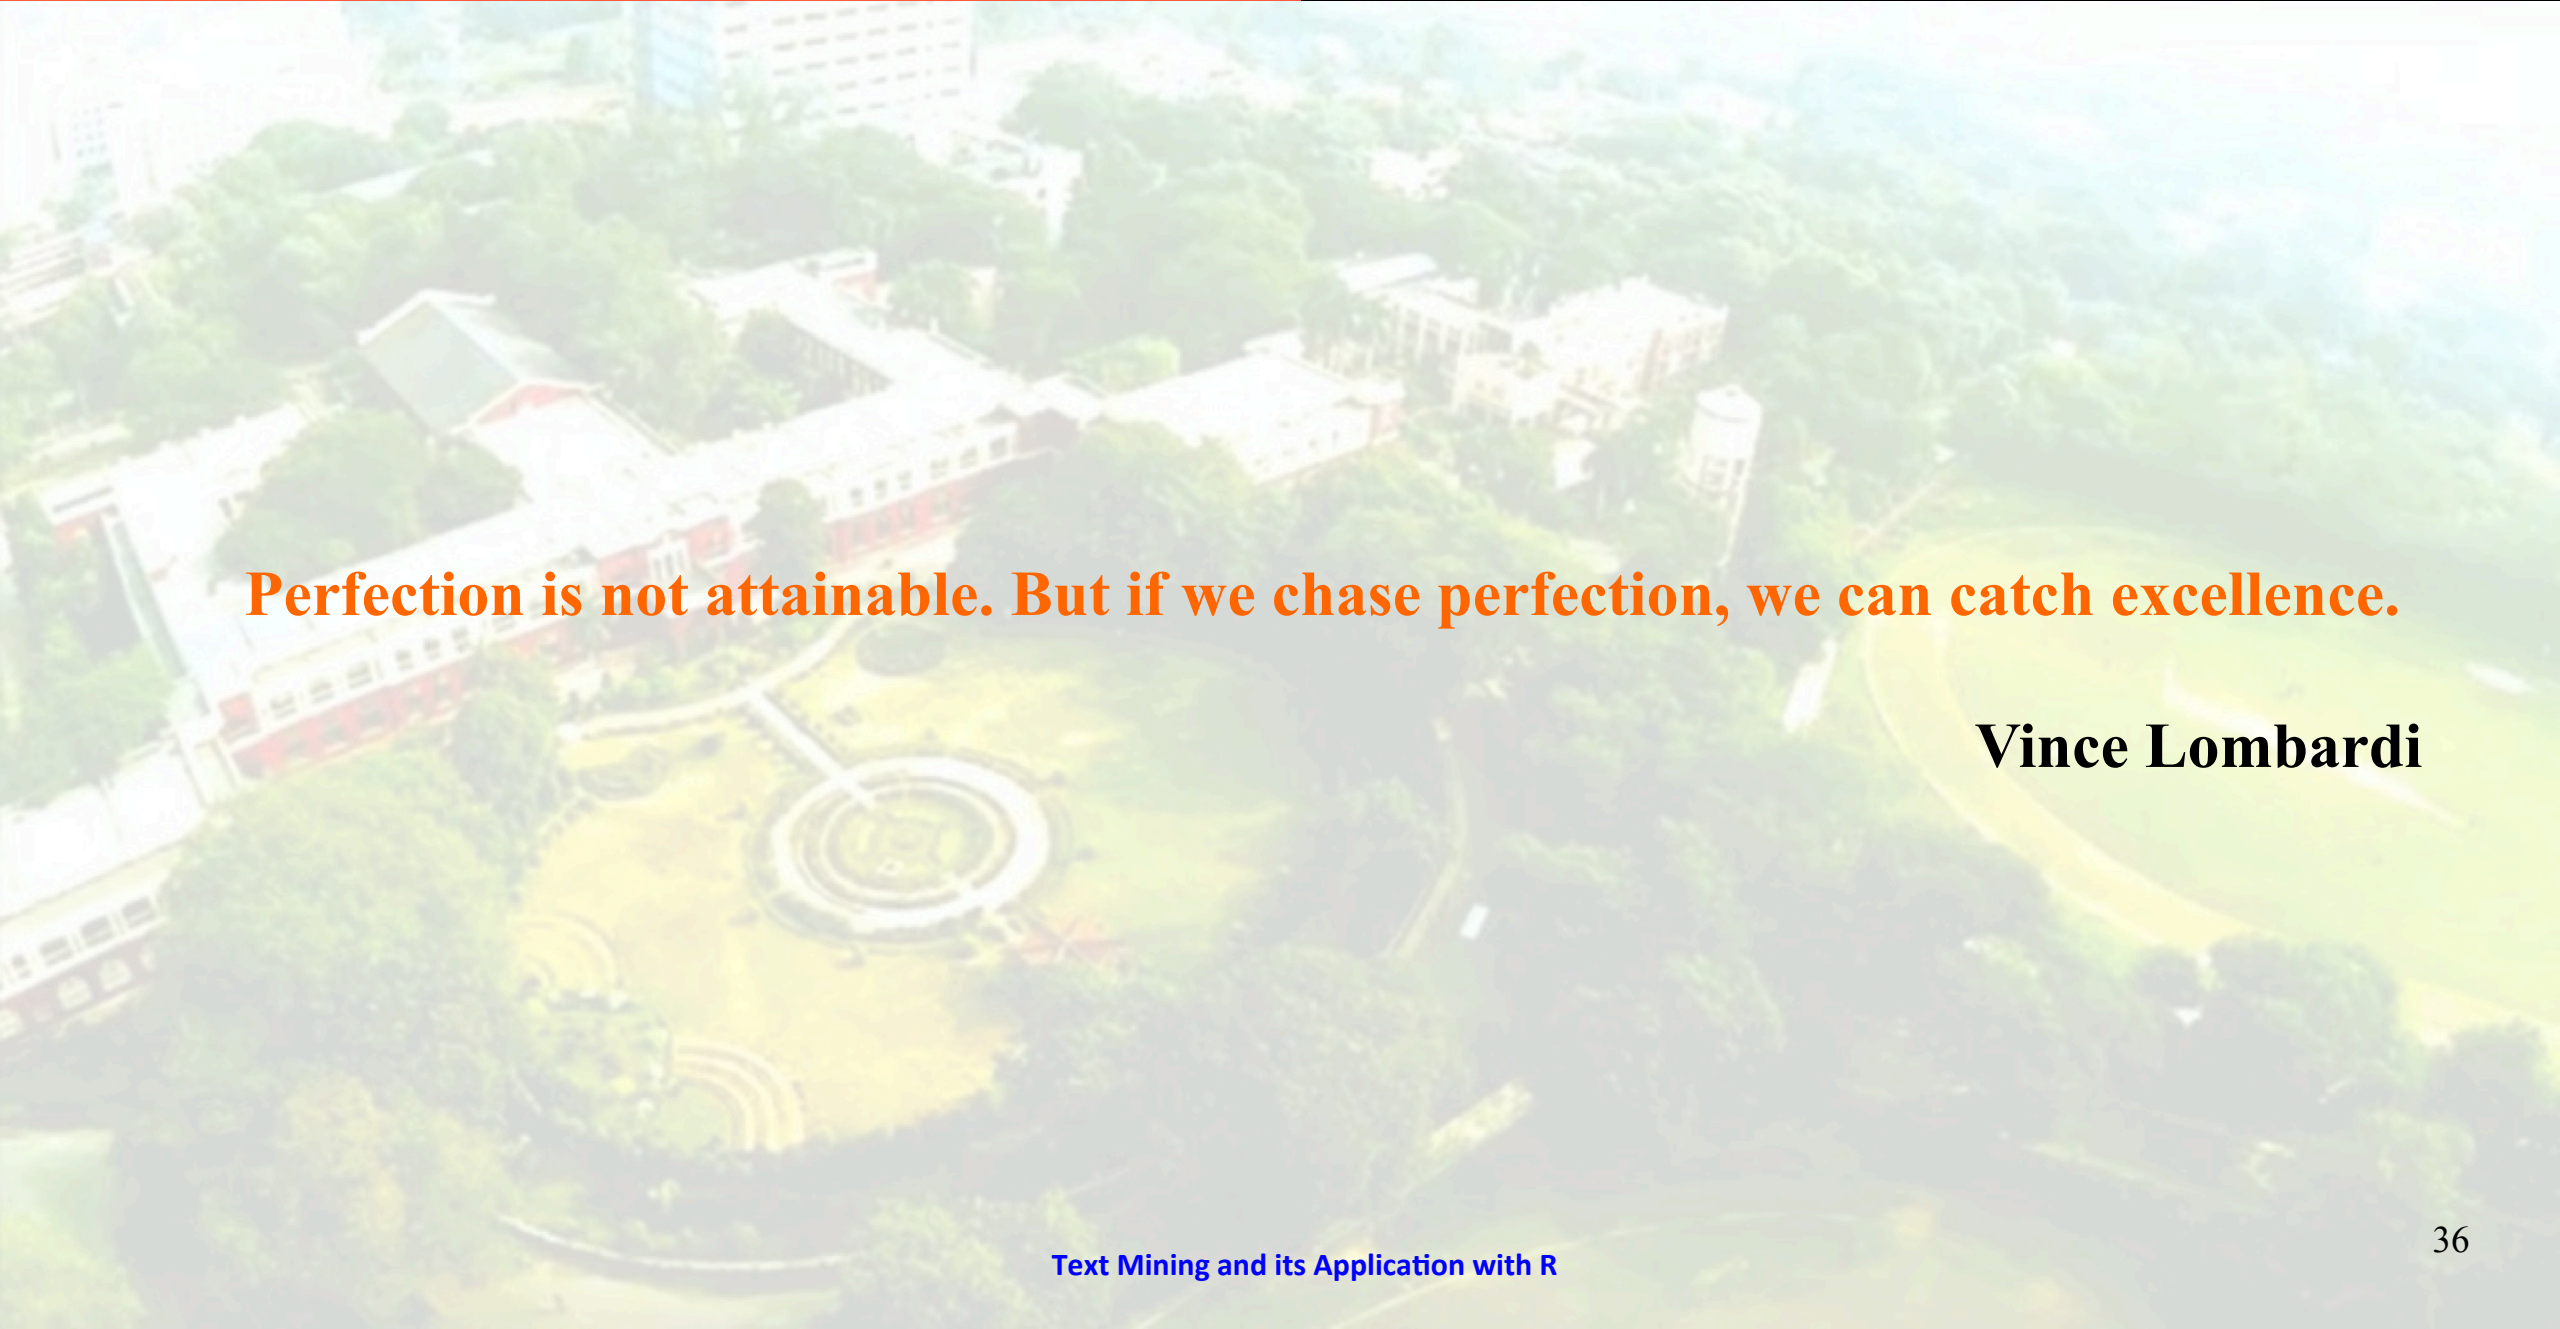 Perfection is not attainable. But if we chase perfection, we can catch excellence.
Vince Lombardi
Text Mining and its Application with R
36